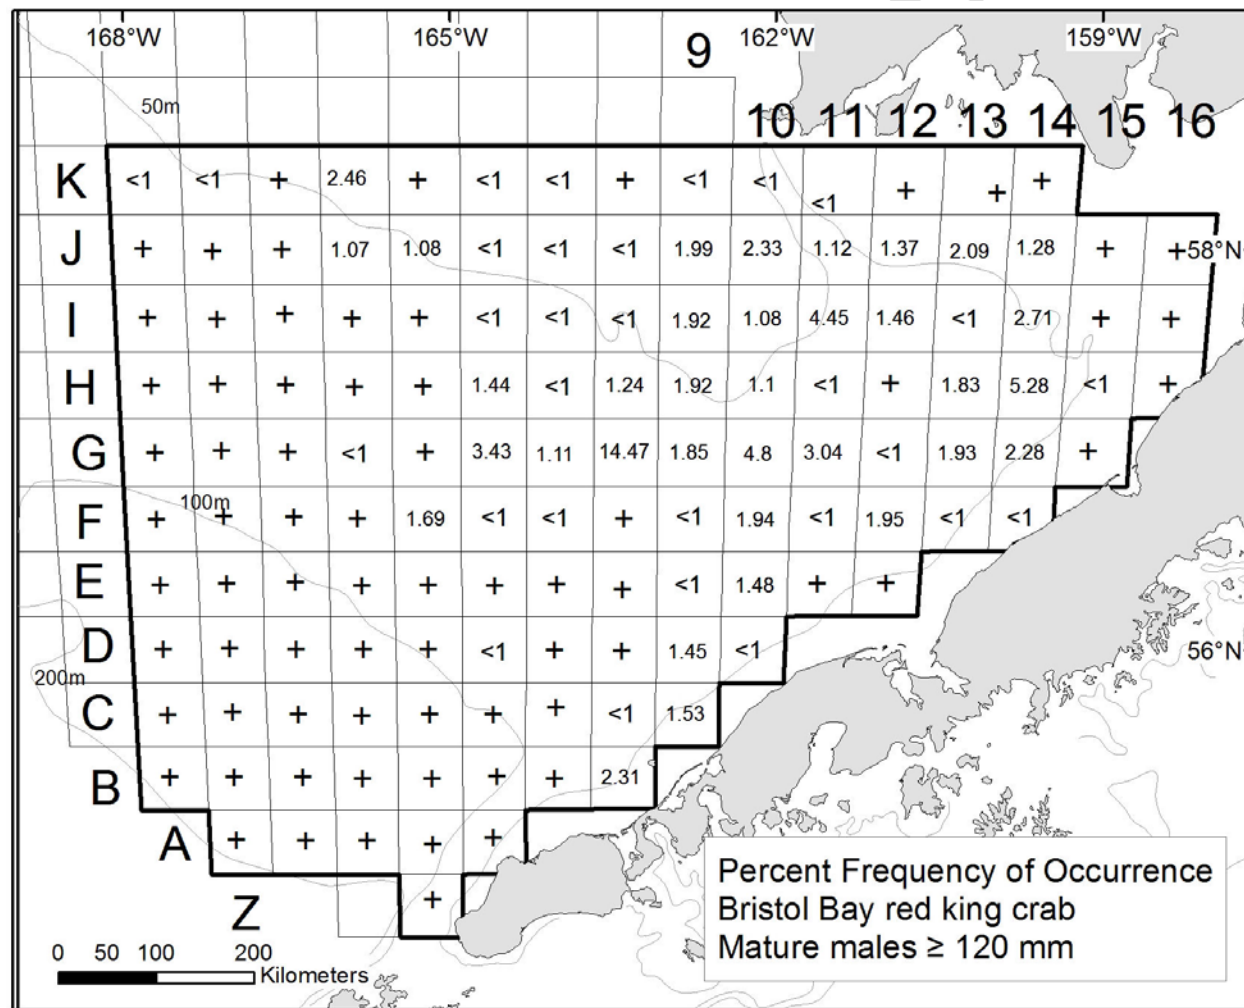 168°W 165°W 162°W 159°W
9
50m
10 11 12 13 14 15 16
K <1 <1 + 2.46 + <1 <1 + <1 <1 <1 + + +
J + + + 1.07 1.08 <1 <1 <1 1.99 2.33 1.12 1.37 2.09 1.28 + + 58°N
I + + + + + <1 <1 <1 1.92 1.08 4.45 1.46 <1 2.71 + +
H + + + + + 1.44 <1 1.24 1.92 1.1 <1 + 1.83 5.28 <1 +
G + + + <1 + 3.43 1.11 14.47 1.85 4.8 3.04 <1 1.93 2.28 +
100m
F + + + + 1.69 <1 <1 + <1 1.94 <1 1.95 <1 <1
E + + + + + + + + <1 1.48 + +
D + + + + + <1 + + 1.45 <1 56°N
200m
C + + + + + + + <1 1.53
B + + + + + + + 2.31
A + + + + +
Z +
Percent Frequency of Occurrence
Bristol Bay red king crab
Mature males ≥ 120 mm
0 50 100 200
Kilometers